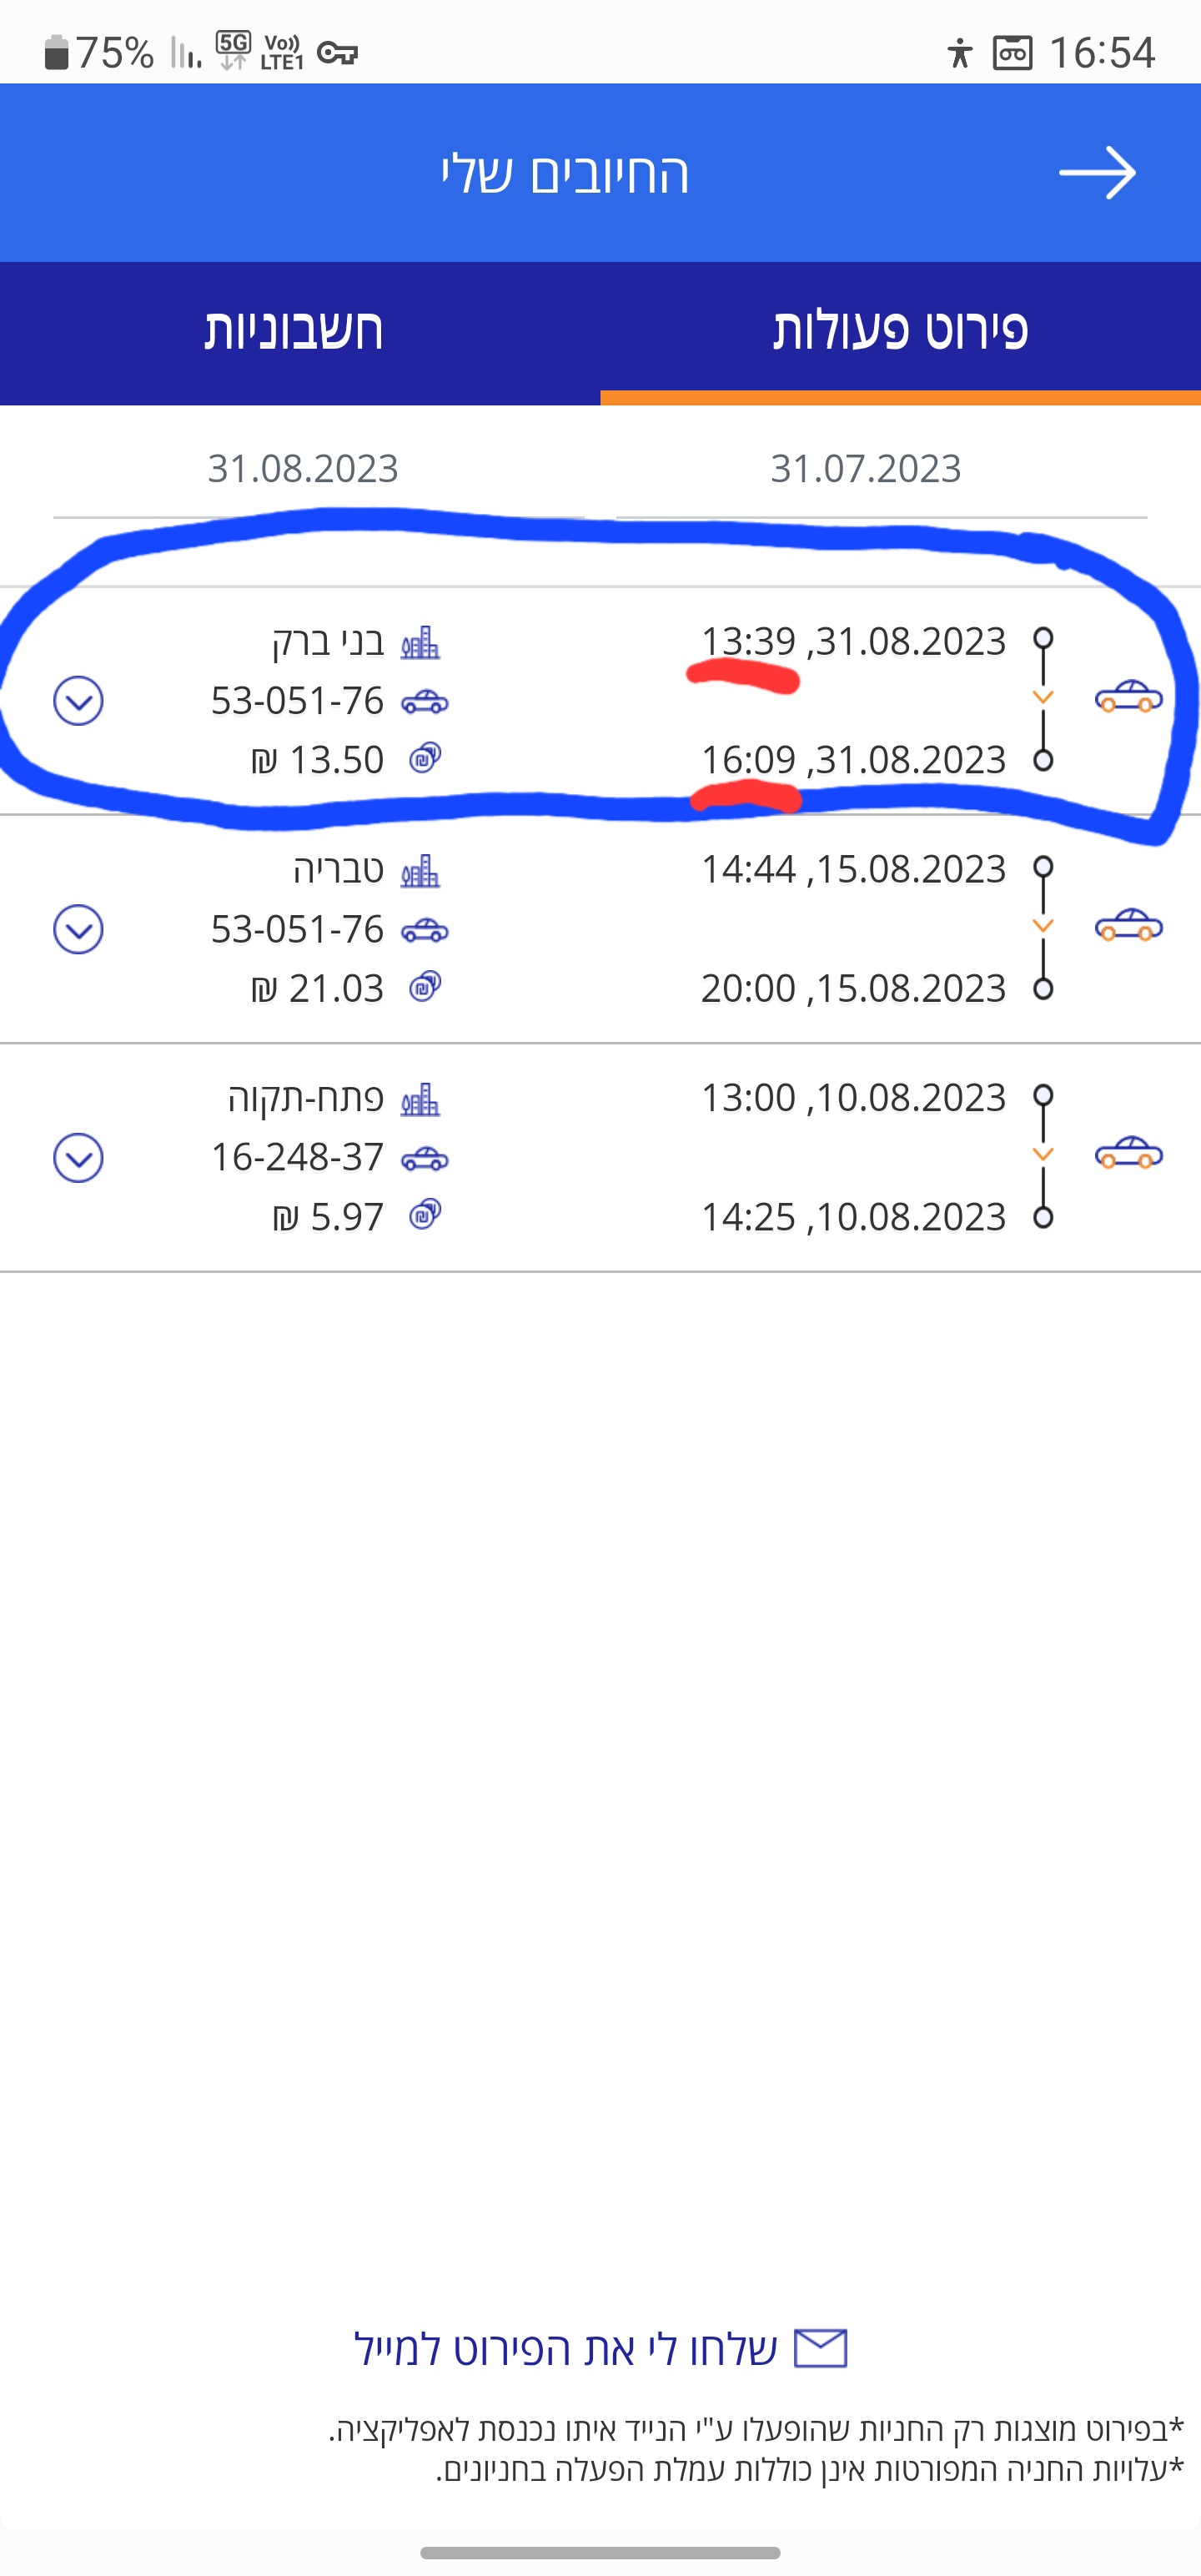 75% 5G Vo)) LTE1 16:54
החיובים שלי
פירוט פעולות
חשבוניות
31.07.2023
31.08.2023
31.08.2023, 13:39
בני ברק
53-051-76
31.08.2023, 16:09
13.50 ₪
15.08.2023, 14:44
טבריה
53-051-76
15.08.2023, 20:00
21.03 ₪
10.08.2023, 13:00
פתח-תקוה
16-248-37
10.08.2023, 14:25
5.97 ₪
שלחו לי את הפירוט למייל
*בפירוט מוצגות רק החניות שהופעלו ע"י הנייד איתו נכנסת לאפליקציה.
*עלויות החניה המפורטות אינן כוללות עמלת הפעלה בחניונים.